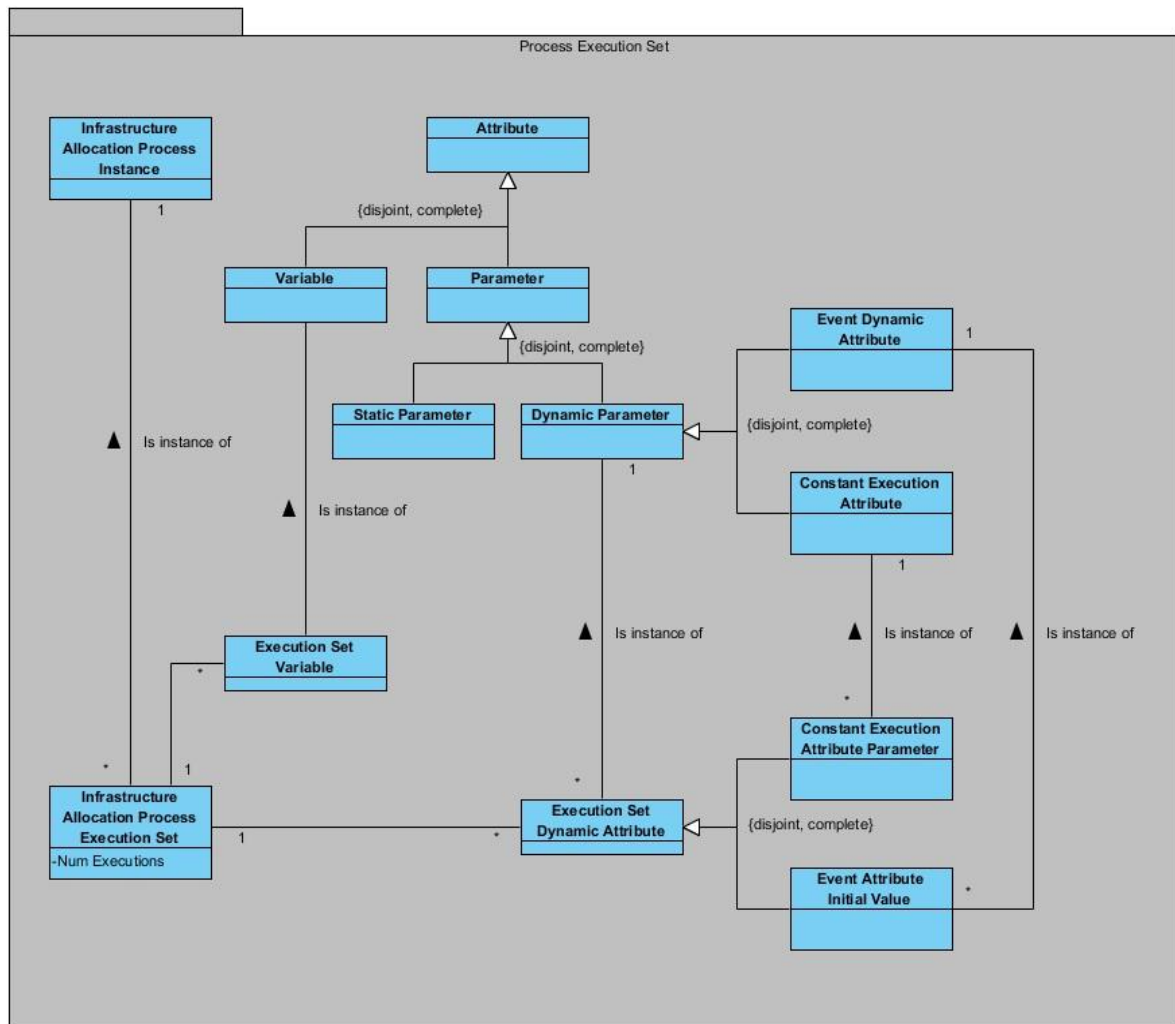 Process Execution Set
Infrastructure
Allocation Process
Instance
1
Attribute
{disjoint, complete}
Variable
Parameter
{disjoint, complete}
Event Dynamic
Attribute
1
Static Parameter
Dynamic Parameter
1
{disjoint, complete}
Is instance of
Constant Execution
Attribute
1
Is instance of
Is instance of
Is instance of
Is instance of
Execution Set
Variable
*
*
Constant Execution
Attribute Parameter
*
1
*
Infrastructure
Allocation Process
Execution Set
-Num Executions
1
*
Execution Set
Dynamic Attribute
{disjoint, complete}
Event Attribute
Initial Value
*